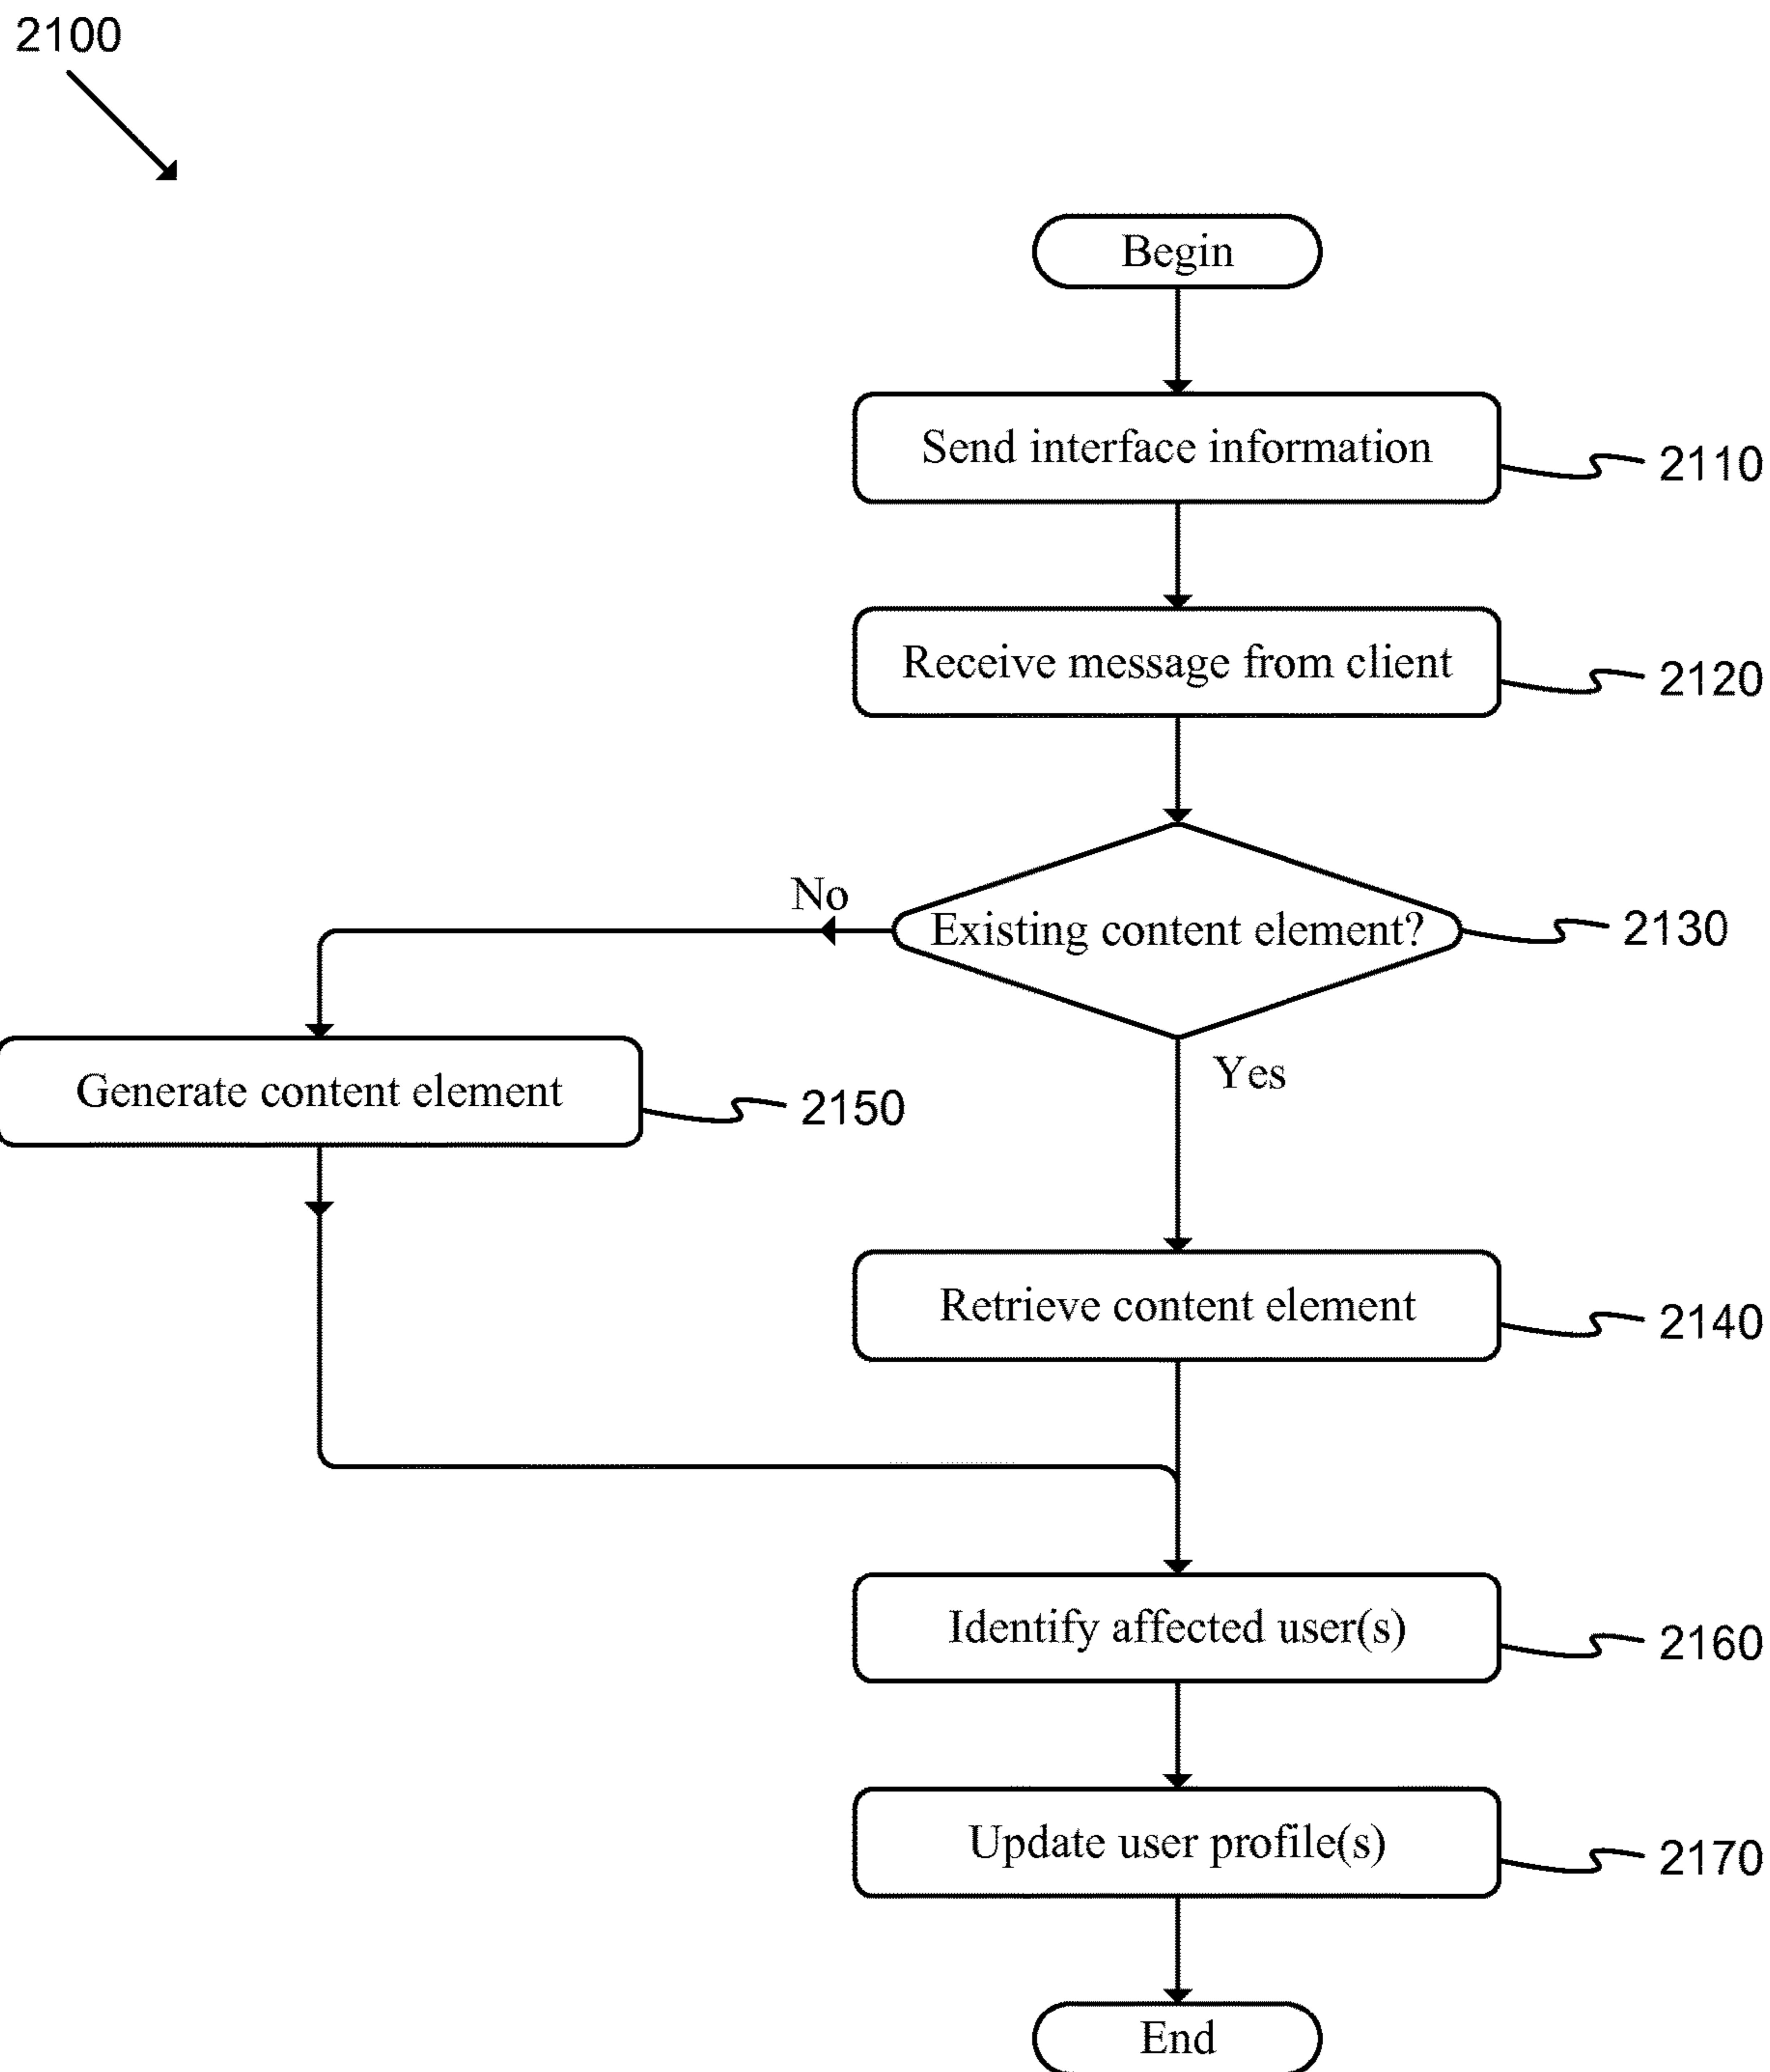 2100
Begin
Send interface information
2110
Receive message from client
2120
No
Existing content element?
2130
Yes
Generate content element
2150
Retrieve content element
2140
Identify affected user(s)
2160
Update user profile(s)
2170
End